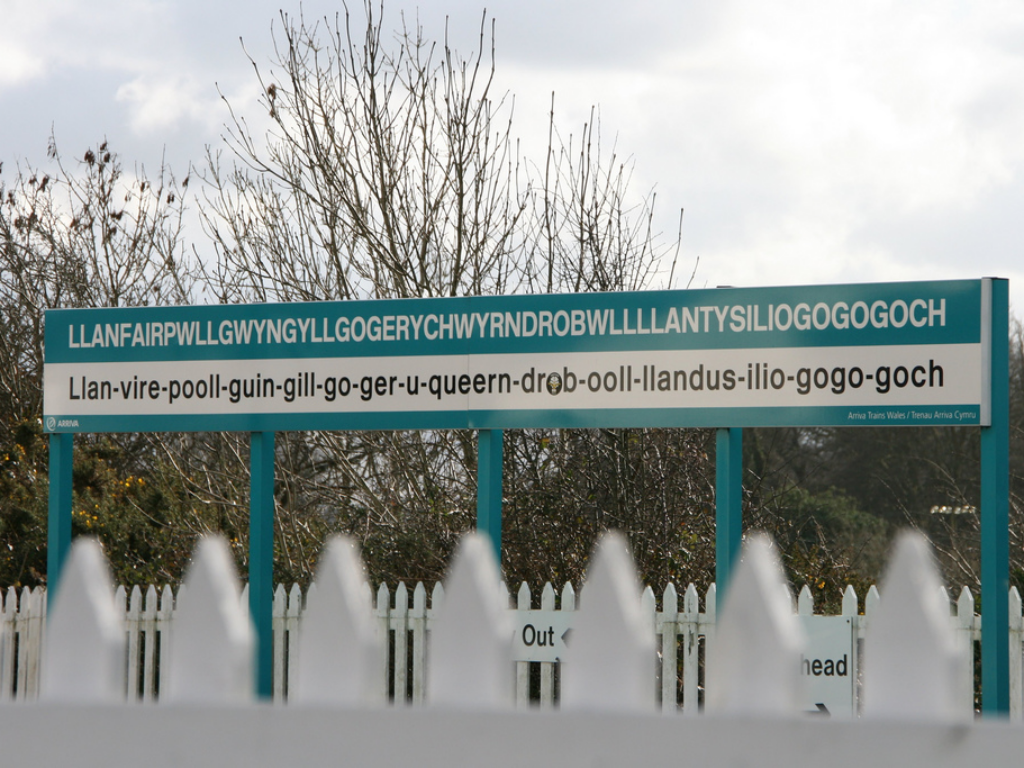 LLANFAIRPWLLGWYNGYLLGOGERYCHWYRNDROBWLLLLANTYSILIOGOGOGOCH
Llan-vire-pooll-guin-gill-go-ger-u-queern-drob-ooll-llandus-ilio-gogo-goch
ARRIVA
Arriva Trains Wales / Trenau Arriva Cymru
Out
head